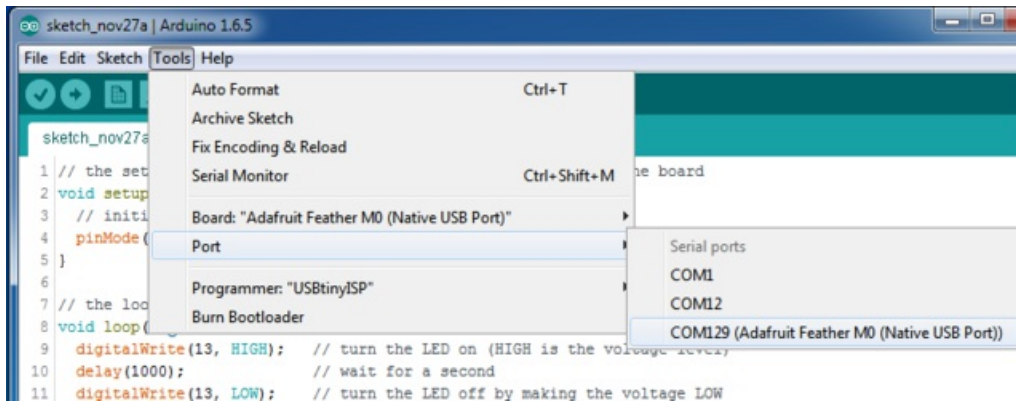 sketch_nov27a | Arduino 1.6.5
File Edit Sketch Tools Help
Auto Format Ctrl+T
Archive Sketch
Fix Encoding & Reload
Serial Monitor Ctrl+Shift+M
Board: "Adafruit Feather M0 (Native USB Port)"
Port
Programmer: "USBtinyISP"
Burn Bootloader
Serial ports
COM1
COM12
COM129 (Adafruit Feather M0 (Native USB Port))
sketch_nov27a
1 // the set he board
2 void setup
3 // initi
4 pinMode(
5 }
6
7 // the loo
8 void loop(
9 digitalWrite(13, HIGH); // turn the LED on (HIGH is the voltage level)
10 delay(1000); // wait for a second
11 digitalWrite(13, LOW); // turn the LED off by making the voltage LOW